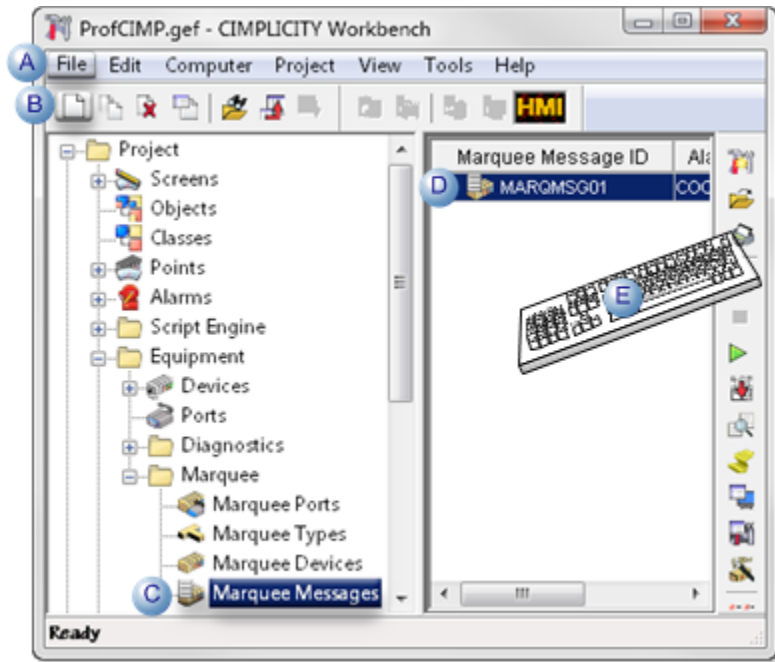 ProfCIMP.gef - CIMPLICITY Workbench
A File Edit Computer Project View Tools Help
B HMI
Project
Screens
Objects
Classes
Points
Alarms
Script Engine
Equipment
Devices
Ports
Diagnostics
Marquee
Marquee Ports
Marquee Types
Marquee Devices
C Marquee Messages
Marquee Message ID Ala
D MARQMSG01 COO
E
Ready